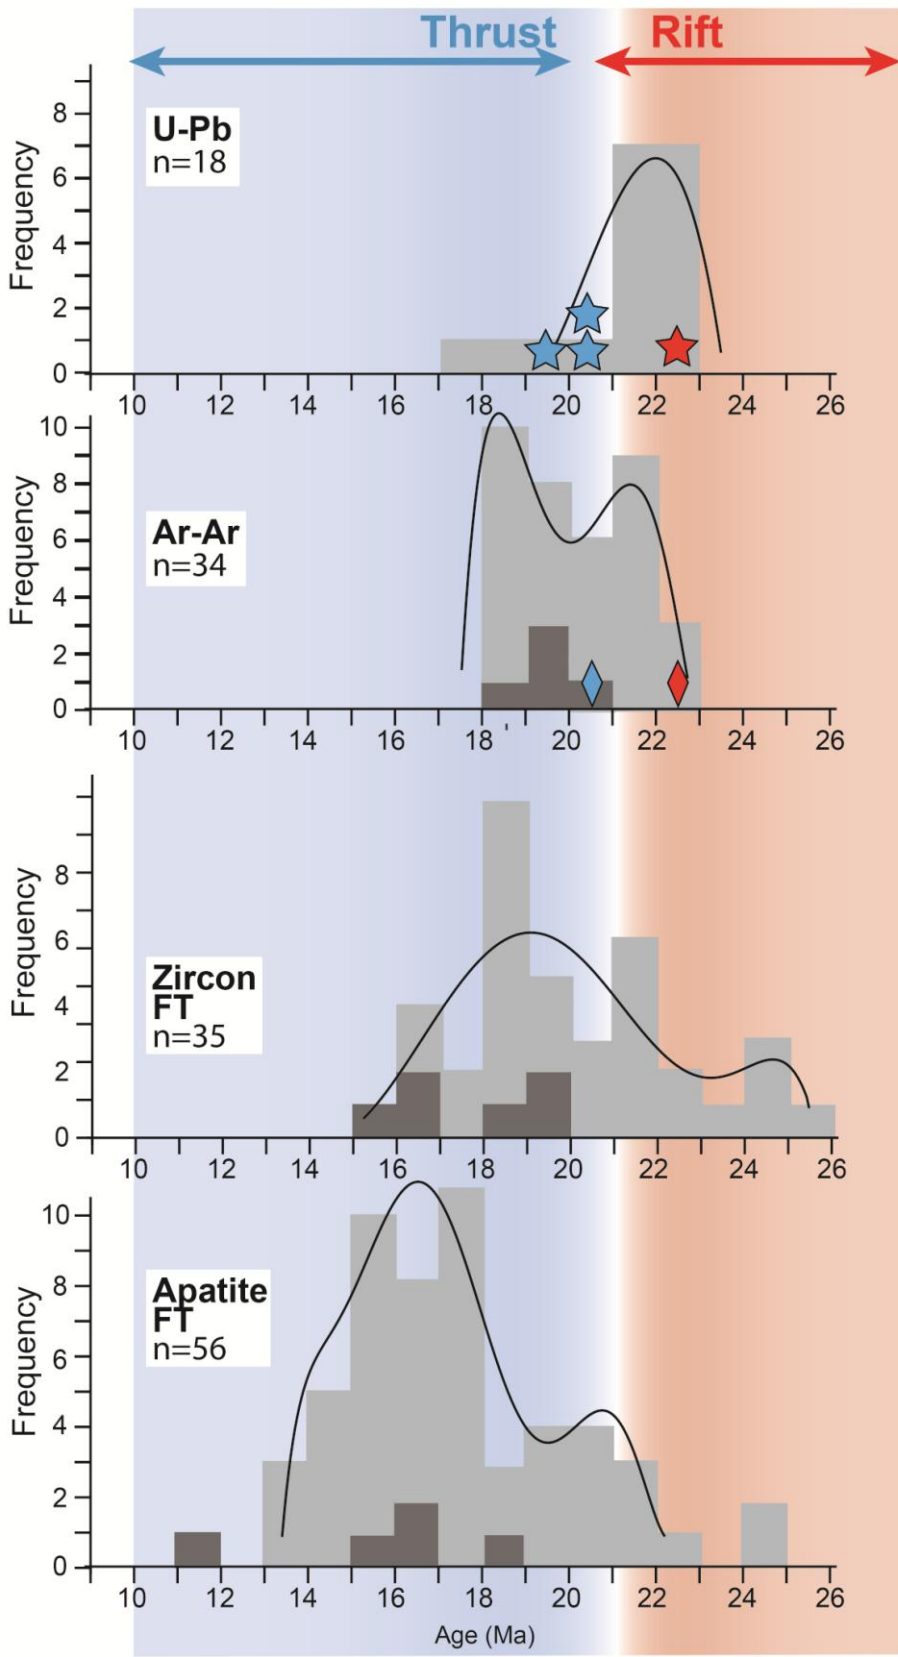 Thrust Rift
Frequency
8
6
4
2
0
U-Pb
n=18
10 12 14 16 18 20 22 24 26
Frequency
10
8
6
4
2
0
Ar-Ar
n=34
10 12 14 16 18 20 22 24 26
Frequency
8
6
4
2
0
Zircon
FT
n=35
10 12 14 16 18 20 22 24 26
Frequency
10
8
6
4
2
0
Apatite
FT
n=56
10 12 14 16 18 20 22 24 26
Age (Ma)